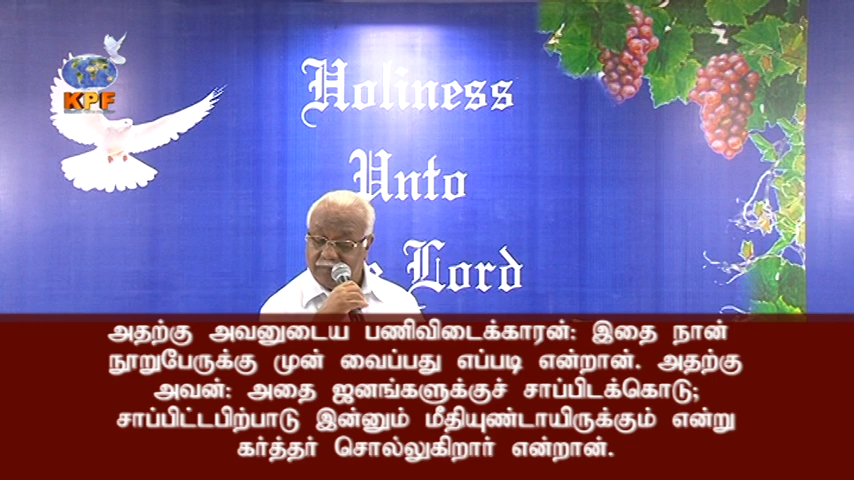 KPF
Holiness
Unto
Lord
அதற்கு அவனுடைய பணிவிடைக்காரன்: இதை நான்
நூறுபேருக்கு முன் வைப்பது எப்படி என்றான். அதற்கு
அவன்: அதை ஜனங்களுக்குச் சாப்பிடக்கொடு;
சாப்பிட்டபிற்பாடு இன்னும் மீதியுண்டாயிருக்கும் என்று
கர்த்தர் சொல்லுகிறார் என்றான்.